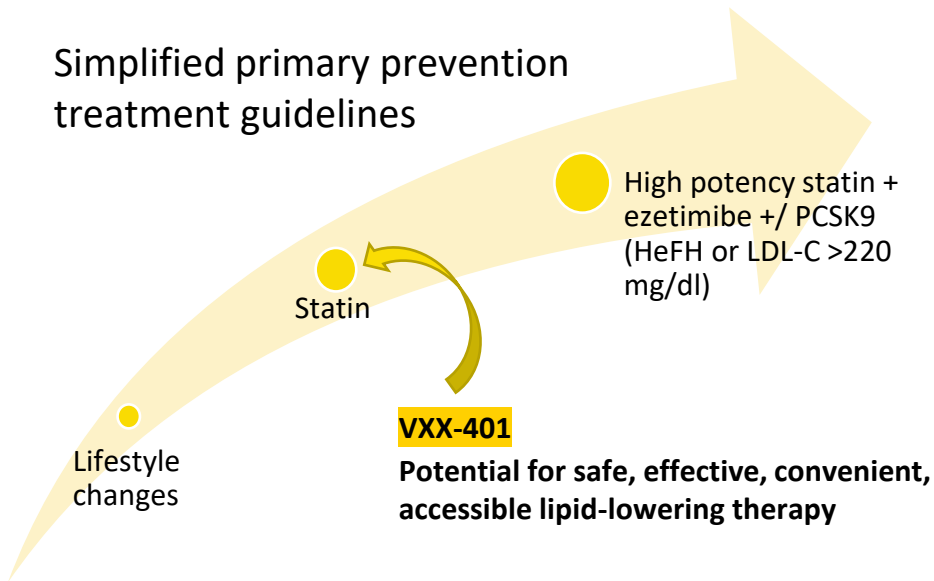 Simplified primary prevention
treatment guidelines
High potency statin +
ezetimibe +/ PCSK9
(HeFH or LDL-C >220
mg/dl)
Statin
VXX-401
Potential for safe, effective, convenient,
accessible lipid-lowering therapy
Lifestyle
changes